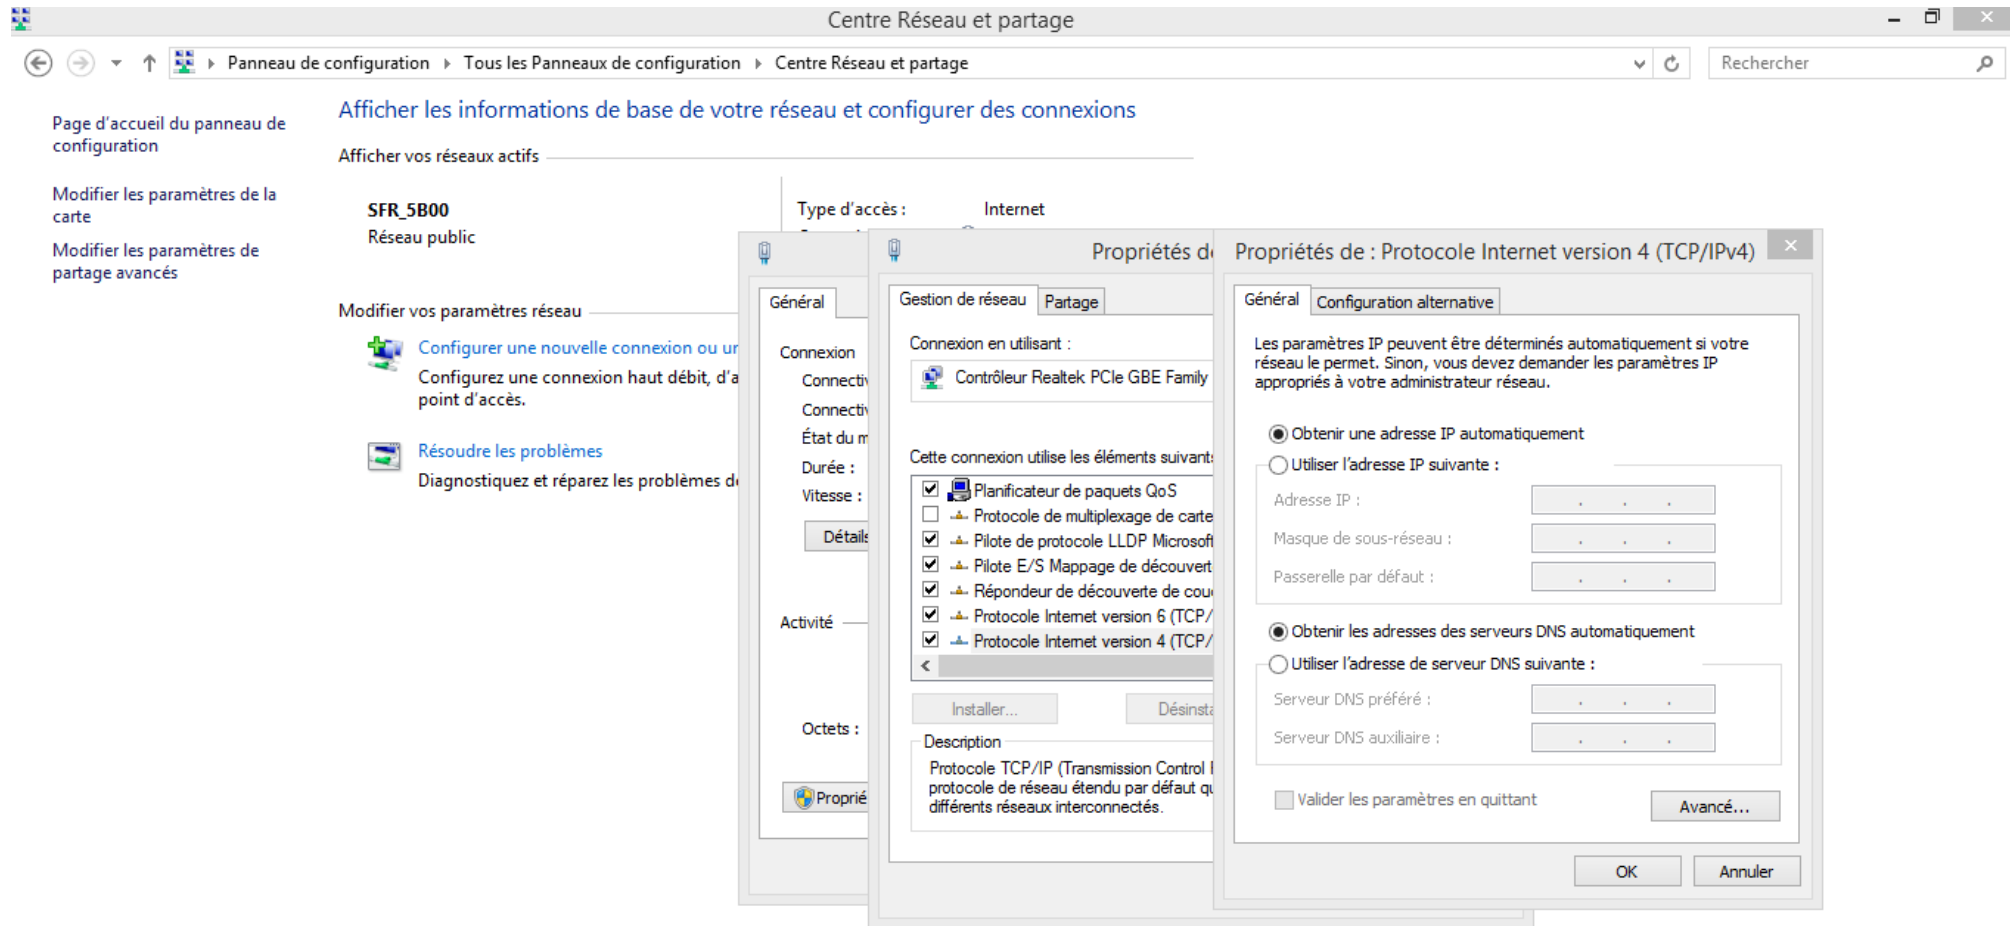 Centre Réseau et partage
Panneau de configuration
Tous les Panneaux de configuration
Centre Réseau et partage
Rechercher
Page d'accueil du panneau de
configuration
Modifier les paramètres de la
carte
Modifier les paramètres de
partage avancés
Afficher les informations de base de votre réseau et configurer des connexions
Afficher vos réseaux actifs
SFR_5B00
Réseau public
Type d'accès :
Internet
Modifier vos paramètres réseau
Configurer une nouvelle connexion ou
Configurez une connexion haut débit,
point d'accès.
Résoudre les problèmes
Diagnostiquez et réparez les problèmes
Général
Connexion
État du
Durée :
Vitesse :
Détails
Activité
Octets :
Proprié
Propriétés
Gestion de réseau
Partage
Connexion en utilisant :
Contrôleur Realtek PCIe GBE Family
Cette connexion utilise les éléments suivants
Planificateur de paquets QoS
Protocole de multiplexage de carte
Pilote de protocole LLDP Microsoft
Pilote E/S Mappage de découvert
Répondeur de découverte de
Protocole Internet version 6 (TCP/
Protocole Internet version 4 (TCP/
Installer...
Désinsta
Description
Protocole TCP/IP (Transmission Control
protocole de réseau étendu par défaut
différents réseaux interconnectés.
Propriétés de : Protocole Internet version 4 (TCP/IPv4)
Général
Configuration alternative
Les paramètres IP peuvent être déterminés automatiquement si votre
réseau le permet. Sinon, vous devez demander les paramètres IP
appropriés à votre administrateur réseau.
Obtenir une adresse IP automatiquement
Utiliser l'adresse IP suivante :
Adresse IP :
Masque de sous-réseau :
Passerelle par défaut :
Obtenir les adresses des serveurs DNS automatiquement
Utiliser l'adresse de serveur DNS suivante :
Serveur DNS préféré :
Serveur DNS auxiliaire :
Valider les paramètres en quittant
Avancé...
OK
Annuler